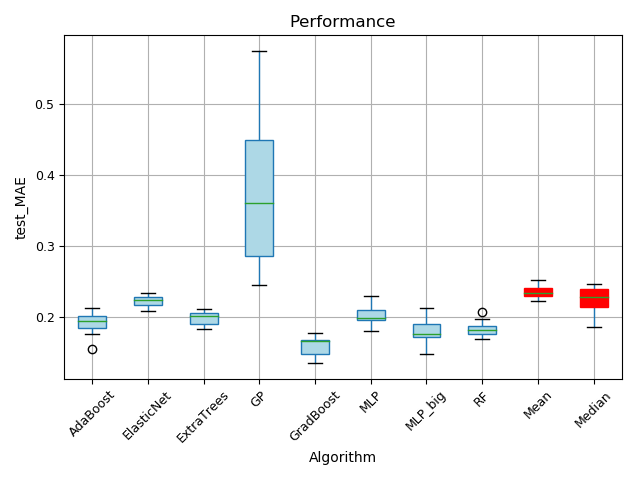 Performance
test_MAE
0.5
0.4
0.3
0.2
AdaBoost
ElasticNet
ExtraTrees
GP
GradBoost
MLP
MLP_big
RF
Mean
Median
Algorithm